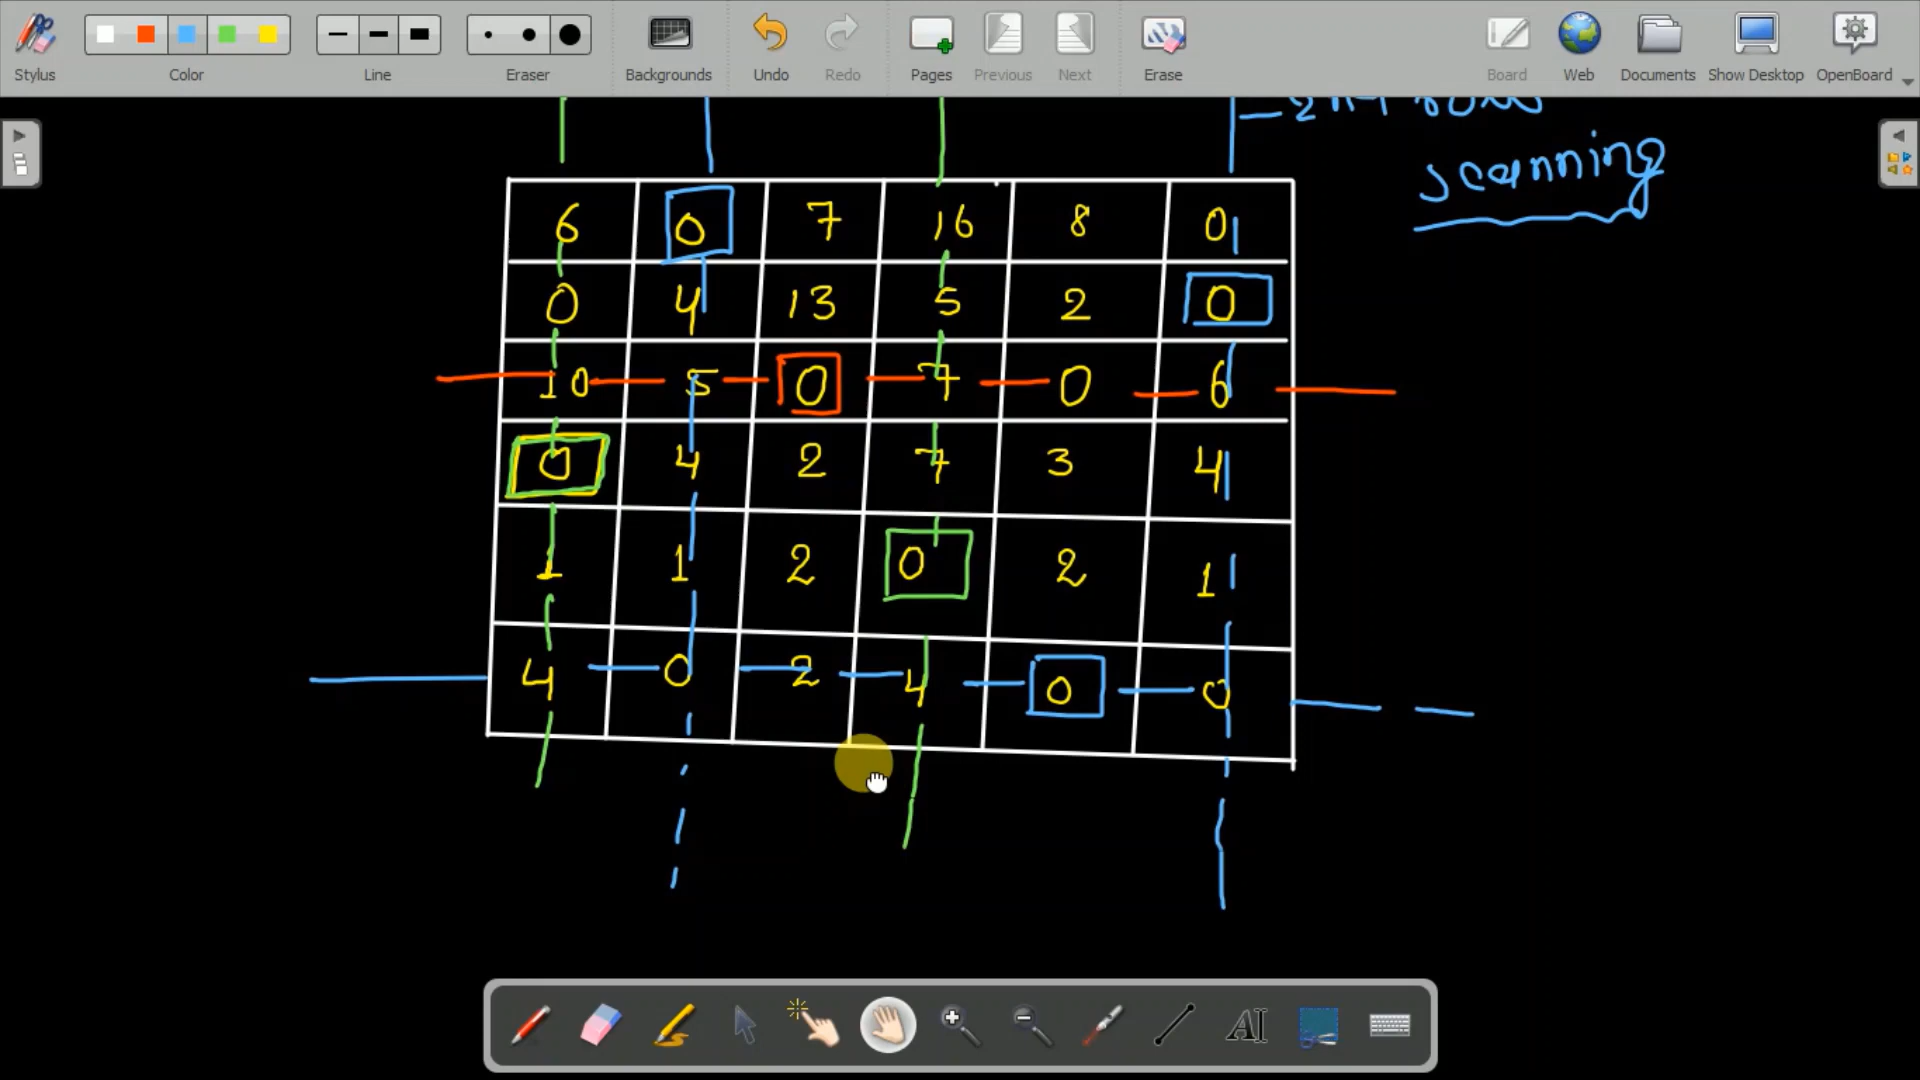 Stylus Color Line Eraser Backgrounds Undo Redo Pages Previous Next Erase Board Web Documents Show Desktop OpenBoard
scanning
6 0 7 16 8 0
0 4 13 5 2 0
10 5 0 7 0 6
0 4 2 7 3 4
1 1 2 0 2 1
4 0 2 4 0 0
AI